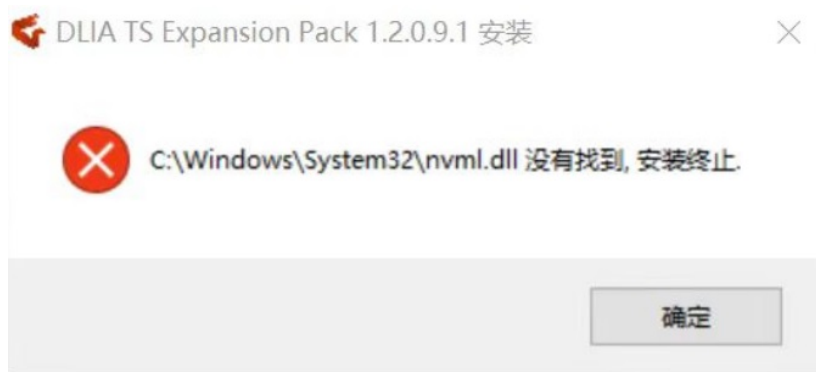 DLIA TS Expansion Pack 1.2.0.9.1 安装
C:\Windows\System32\nvml.dll 没有找到, 安装终止.
确定